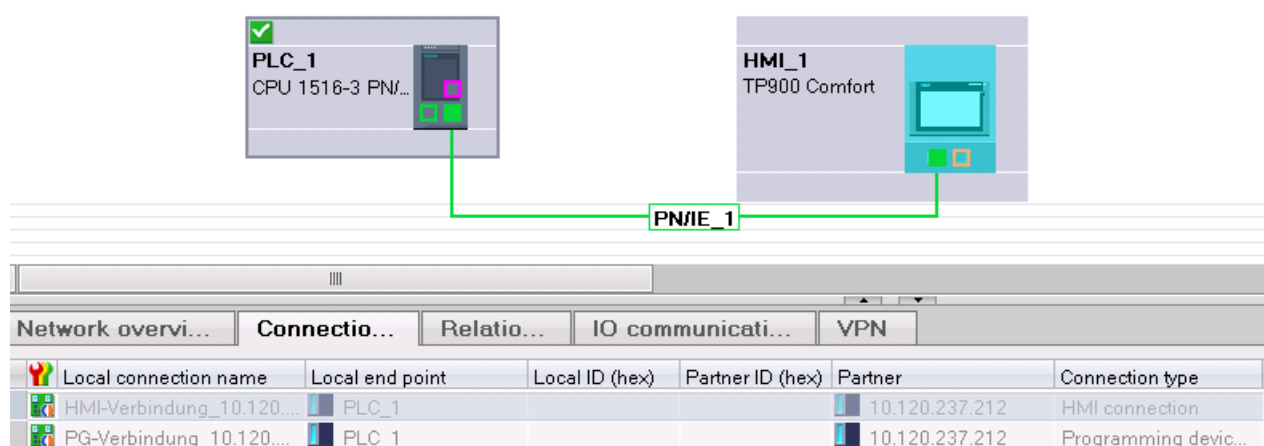 PLC_1
CPU 1516-3 PN/...
HMI_1
TP900 Comfort
PN/IE_1
Network overvi...
Connectio...
Relatio...
IO communicati...
VPN
Local connection name
Local end point
Local ID (hex)
Partner ID (hex)
Partner
Connection type
HMI-Verbindung_10.120....
PLC_1
10.120.237.212
HMI connection
PG-Verbindung_10.120....
PLC_1
10.120.237.212
Programming devic...